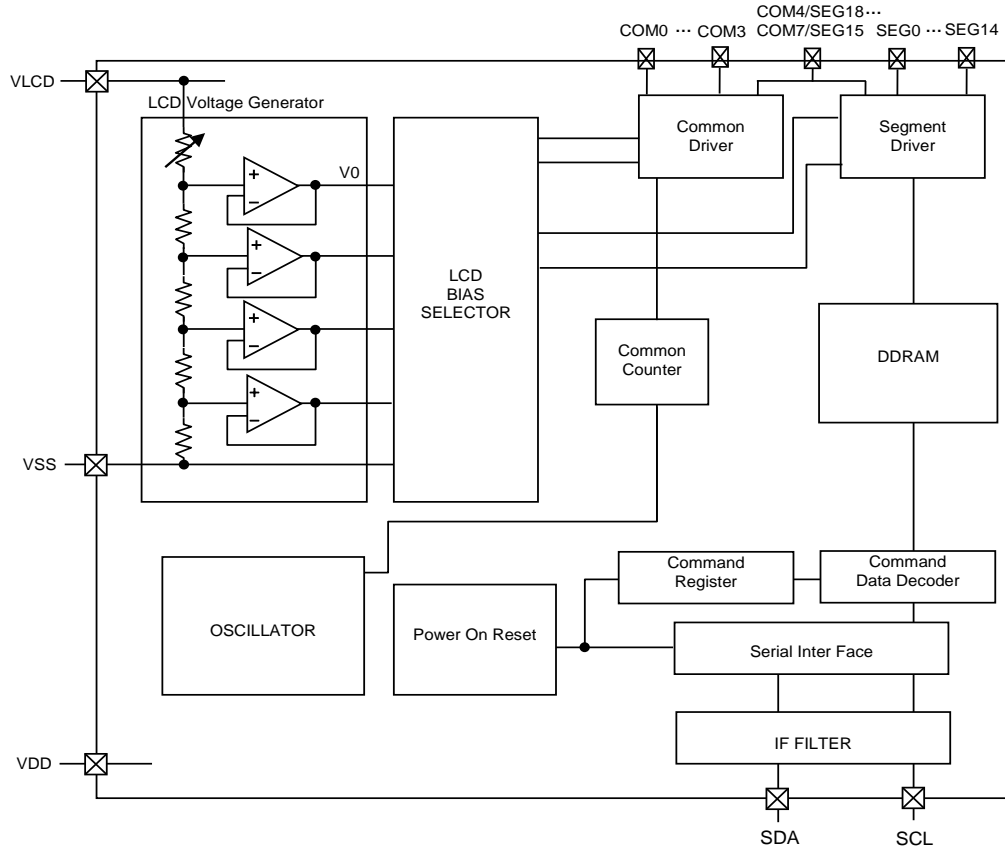 COM4/SEG18…
COM0 … COM3 COM7/SEG15 SEG0 … SEG14
VLCD
LCD Voltage Generator
Common
Driver
Segment
Driver
+
−
V0
+
−
LCD
BIAS
SELECTOR
+
−
Common
Counter
DDRAM
+
−
VSS
OSCILLATOR
Power On Reset
Command
Register
Command
Data Decoder
Serial Inter Face
IF FILTER
VDD
SDA
SCL